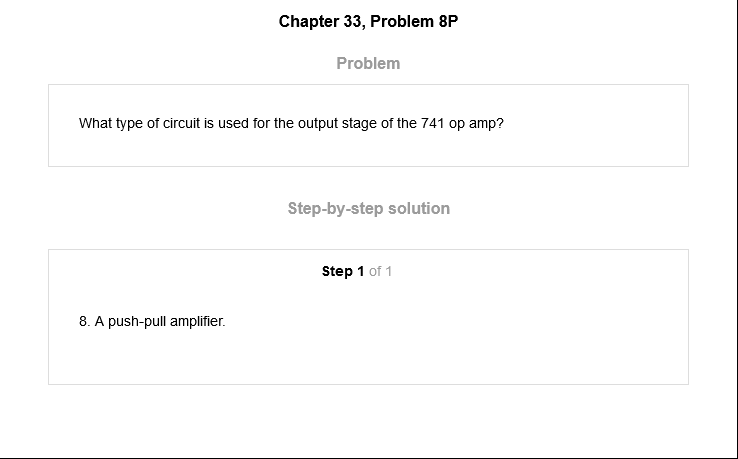 Chapter 33, Problem 8P
Problem
What type of circuit is used for the output stage of the 741 op amp?
Step-by-step solution
Step 1 of 1
8. A push-pull amplifier.